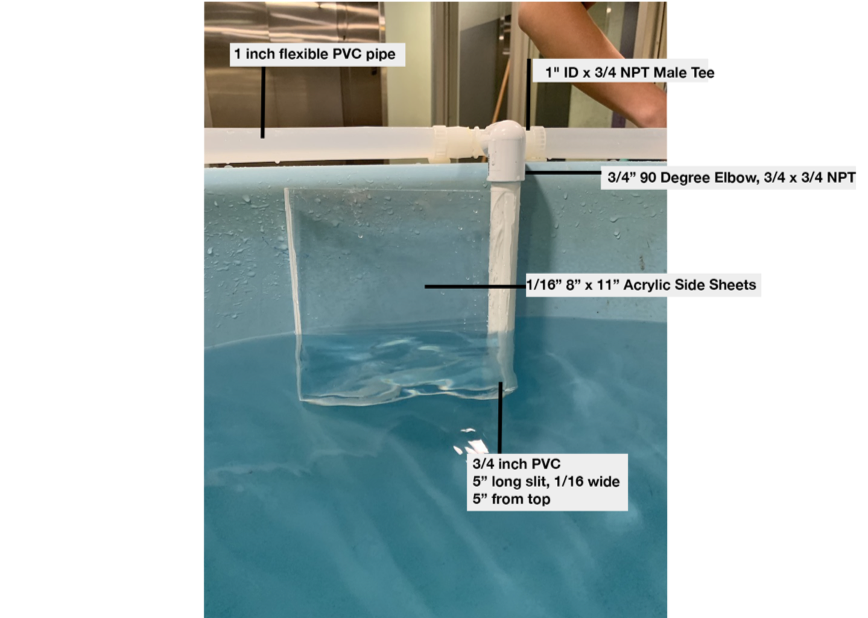 1 inch flexible PVC pipe
1" ID x 3/4 NPT Male Tee
3/4” 90 Degree Elbow, 3/4 x 3/4 NPT
1/16” 8” x 11” Acrylic Side Sheets
3/4 inch PVC
5” long slit, 1/16 wide
5” from top